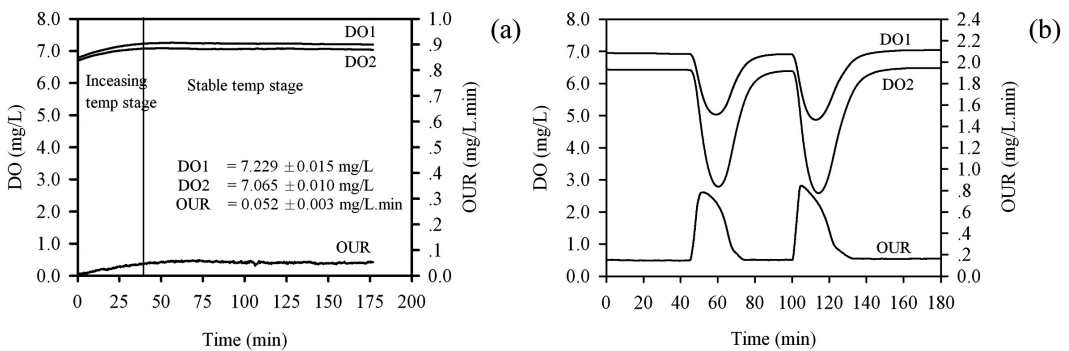 (a)
8.0
7.0
6.0
5.0
4.0
3.0
2.0
1.0
0.0
DO (mg/L)
DO1
DO2
Inceasing
temp stage
Stable temp stage
DO1 = 7.229 ±0.015 mg/L
DO2 = 7.065 ±0.010 mg/L
OUR = 0.052 ±0.003 mg/L.min
OUR
1.0
.9
.8
.7
.6
.5
.4
.3
.2
.1
0.0
OUR (mg/L.min)
0 25 50 75 100 125 150 175 200
Time (min)
(b)
8.0
7.0
6.0
5.0
4.0
3.0
2.0
1.0
0.0
DO (mg/L)
DO1
DO2
OUR
2.4
2.2
2.0
1.8
1.6
1.4
1.2
1.0
.8
.6
.4
.2
0.0
OUR (mg/L.min)
0 20 40 60 80 100 120 140 160 180
Time (min)